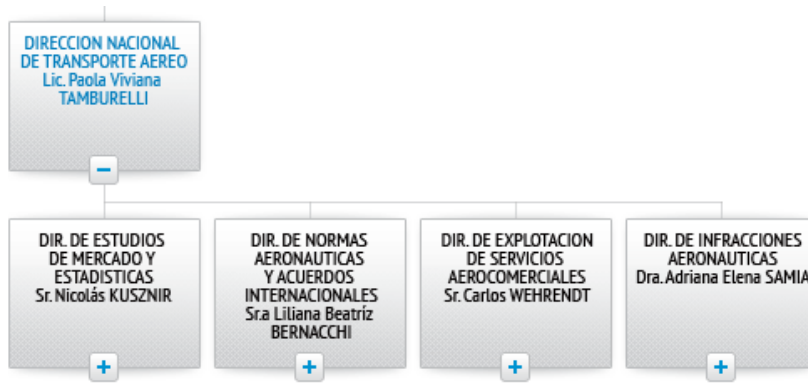 DIRECCION NACIONAL
DE TRANSPORTE AEREO
Lic. Paola Viviana
TAMBURELLI
DIR. DE ESTUDIOS
DE MERCADO Y
ESTADISTICAS
Sr. Nicolás KUSZNIR
DIR. DE NORMAS
AERONAUTICAS
Y ACUERDOS
INTERNACIONALES
Sr.a Liliana Beatríz
BERNACCHI
DIR. DE EXPLOTACION
DE SERVICIOS
AEROCOMERCIALES
Sr. Carlos WEHRENDT
DIR. DE INFRACCIONES
AERONAUTICAS
Dra. Adriana Elena SAMIA